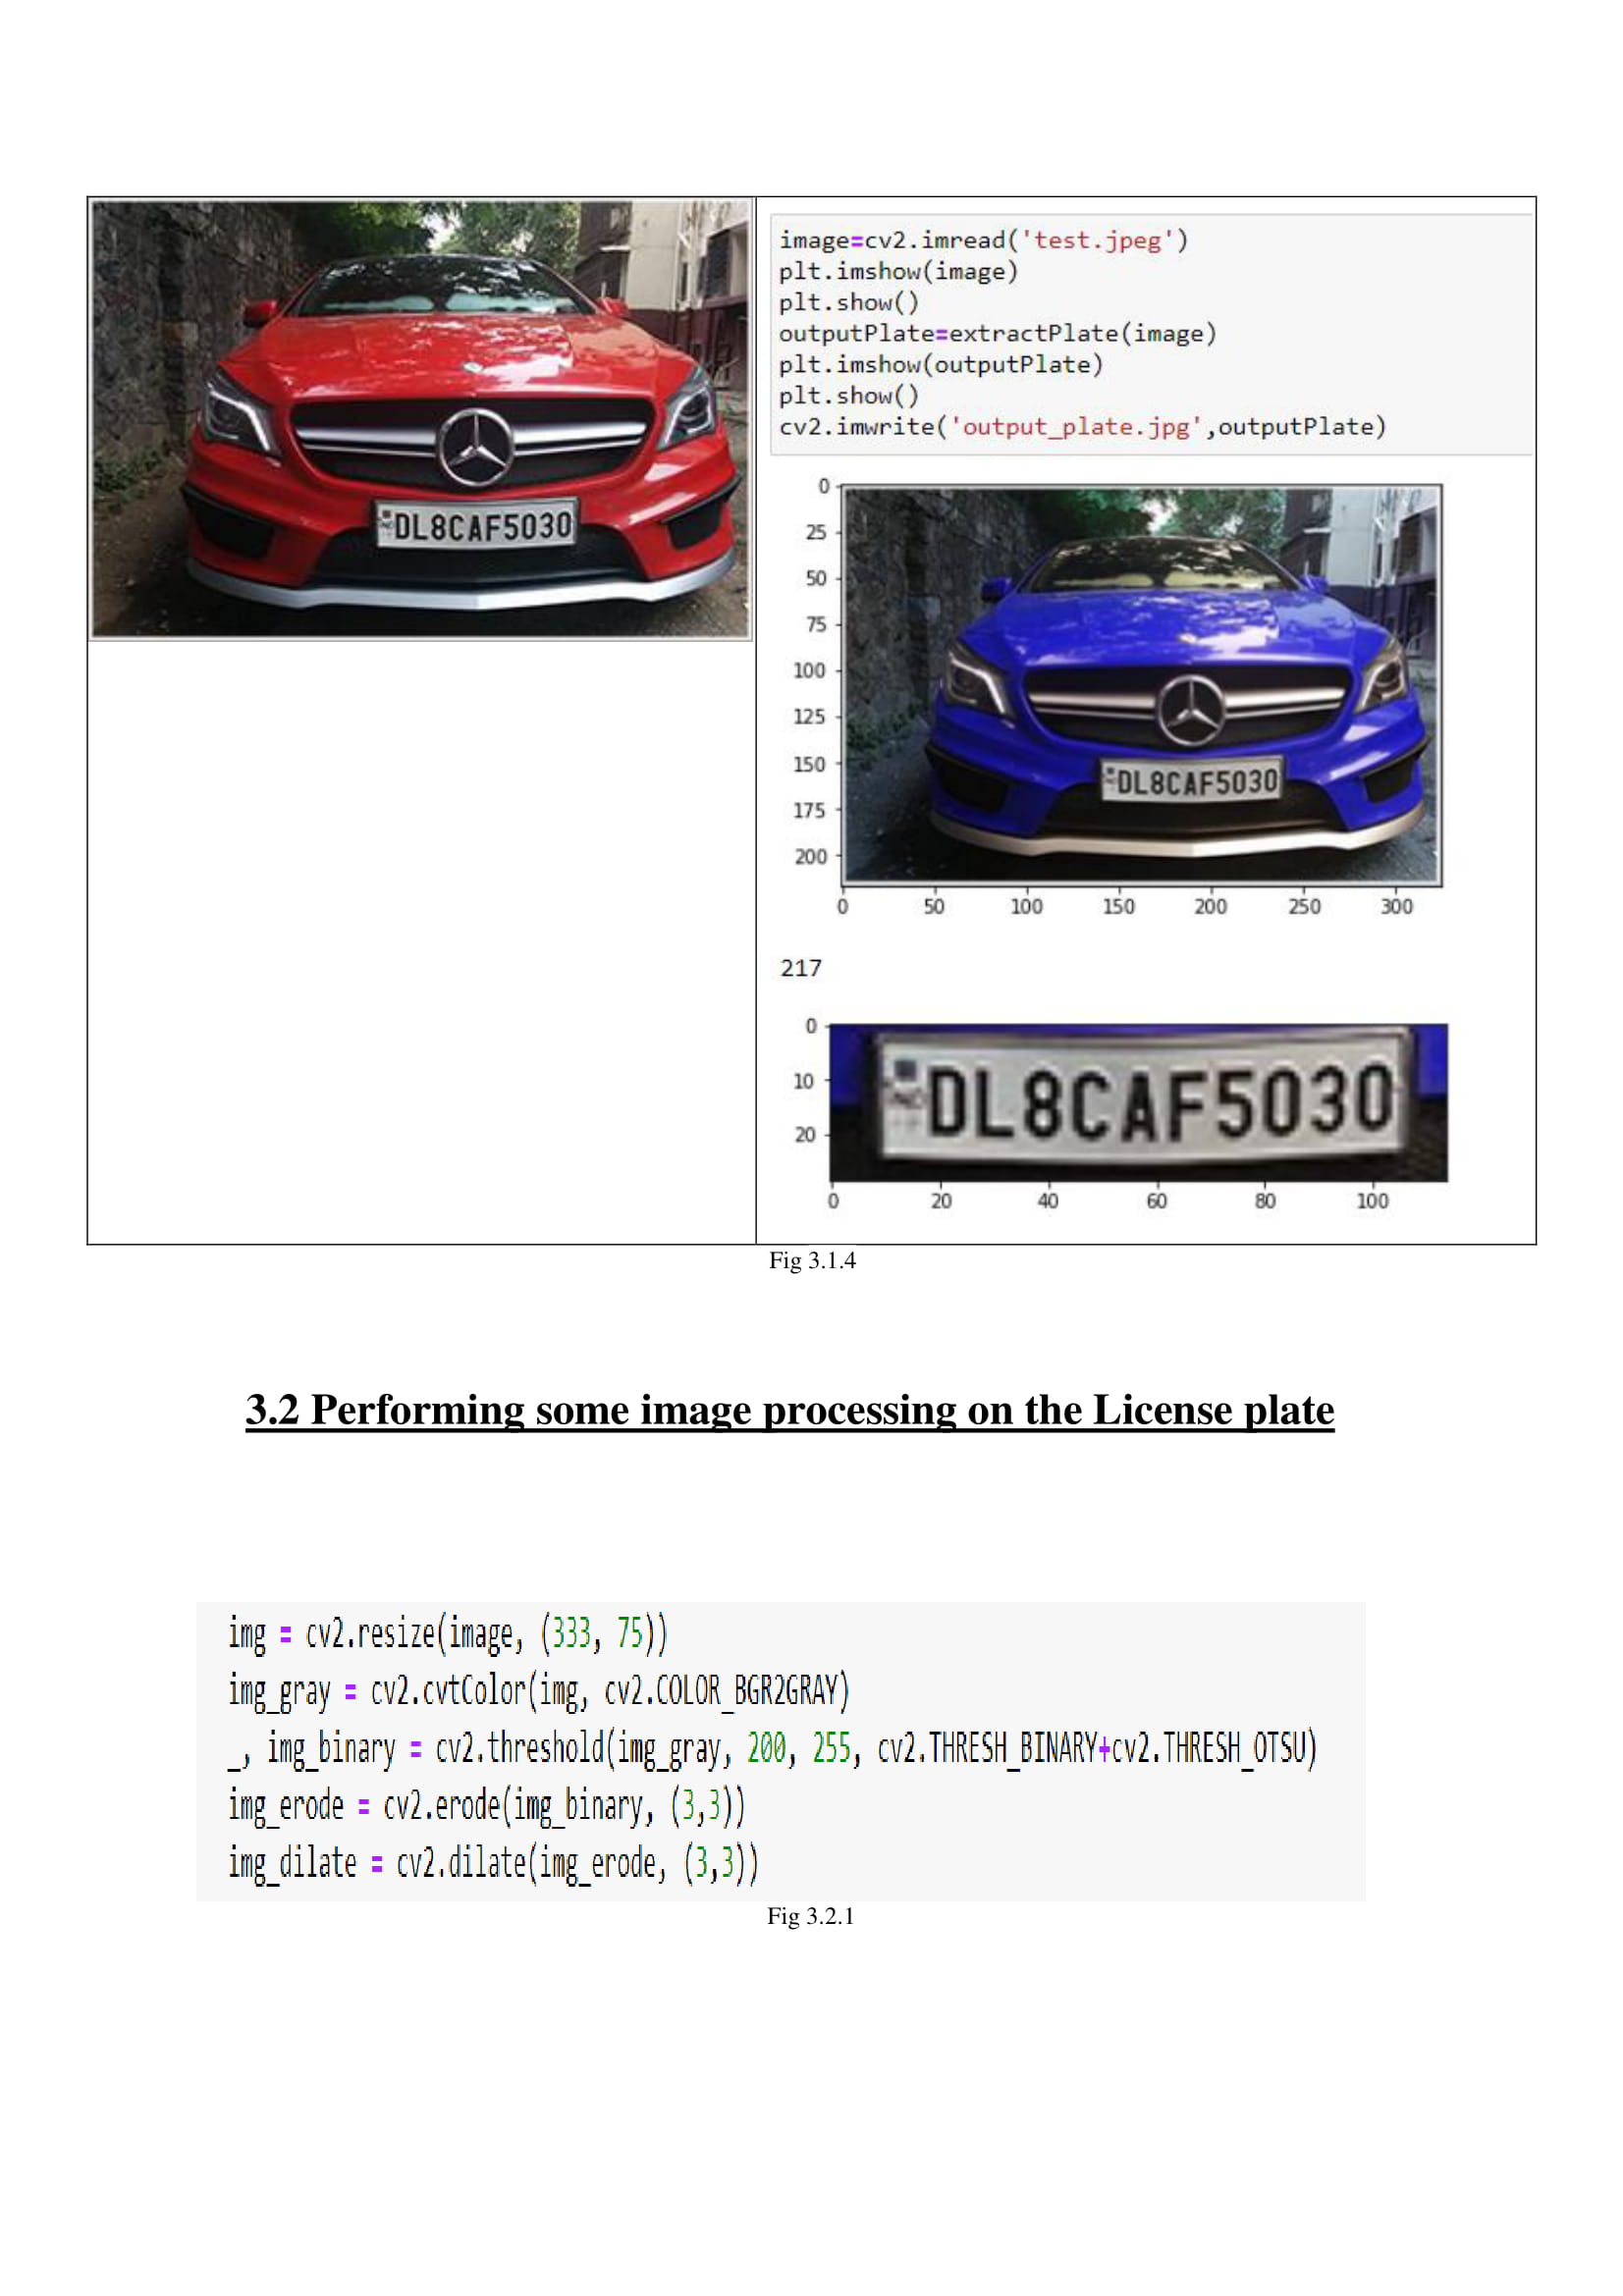 DL8CAF5030
image=cv2.imread('test.jpeg')
plt.imshow(image)
plt.show()
outputPlate=extractPlate(image)
plt.imshow(outputPlate)
plt.show()
cv2.imwrite('output_plate.jpg',outputPlate)
0
25
50
75
100
125
150
175
200
DL8CAF5030
0 50 100 150 200 250 300
217
0
10
20
DL8CAF5030
0 20 40 60 80 100
Fig 3.1.4
3.2 Performing some image processing on the License plate
img = cv2.resize(image, (333, 75))
img_gray = cv2.cvtColor(img, cv2.COLOR_BGR2GRAY)
_, img_binary = cv2.threshold(img_gray, 200, 255, cv2.THRESH_BINARY+cv2.THRESH_OTSU)
img_erode = cv2.erode(img_binary, (3,3))
img_dilate = cv2.dilate(img_erode, (3,3))
Fig 3.2.1